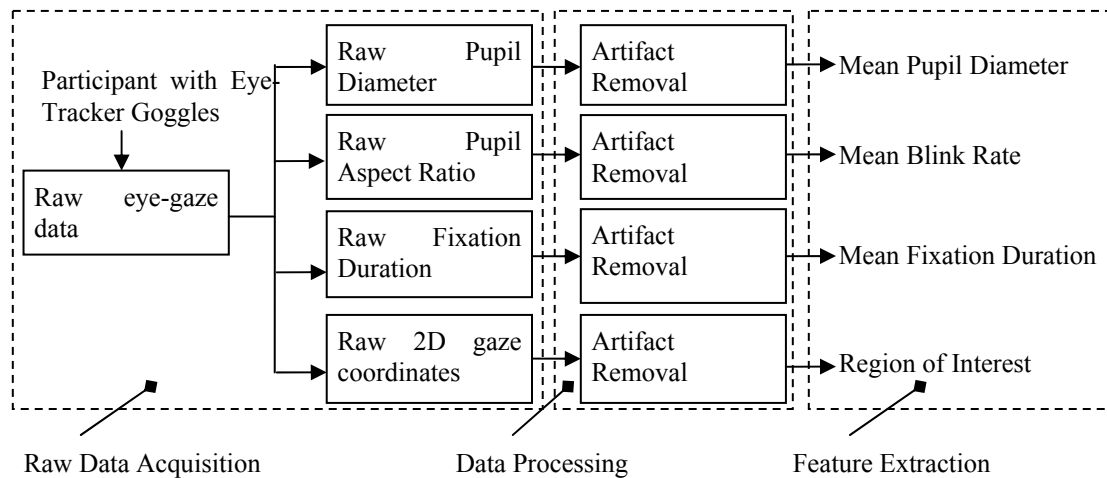 Participant with Eye-
Tracker Goggles
Raw eye-gaze
data
Raw Pupil
Diameter
Raw Pupil
Aspect Ratio
Raw Fixation
Duration
Raw 2D gaze
coordinates
Artifact
Removal
Artifact
Removal
Artifact
Removal
Artifact
Removal
Mean Pupil Diameter
Mean Blink Rate
Mean Fixation Duration
Region of Interest
Raw Data Acquisition
Data Processing
Feature Extraction